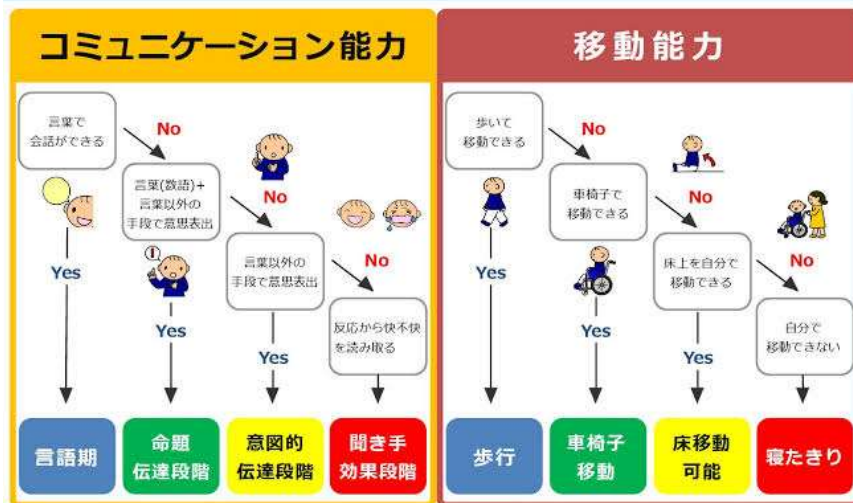 コミュニケーション能力
言葉で
会話ができる
No
言葉(数語)+
言葉以外の
手段で意思表出
No
言葉以外の
手段で意思表出
No
反応から快不快
を読み取る
Yes
Yes
Yes
言語期
命題
伝達段階
意図的
伝達段階
聞き手
効果段階
移動能力
歩いて
移動できる
No
車椅子で
移動できる
No
床上を自分で
移動できる
No
自分で
移動できない
Yes
Yes
Yes
歩行
車椅子
移動
床移動
可能
寝たきり